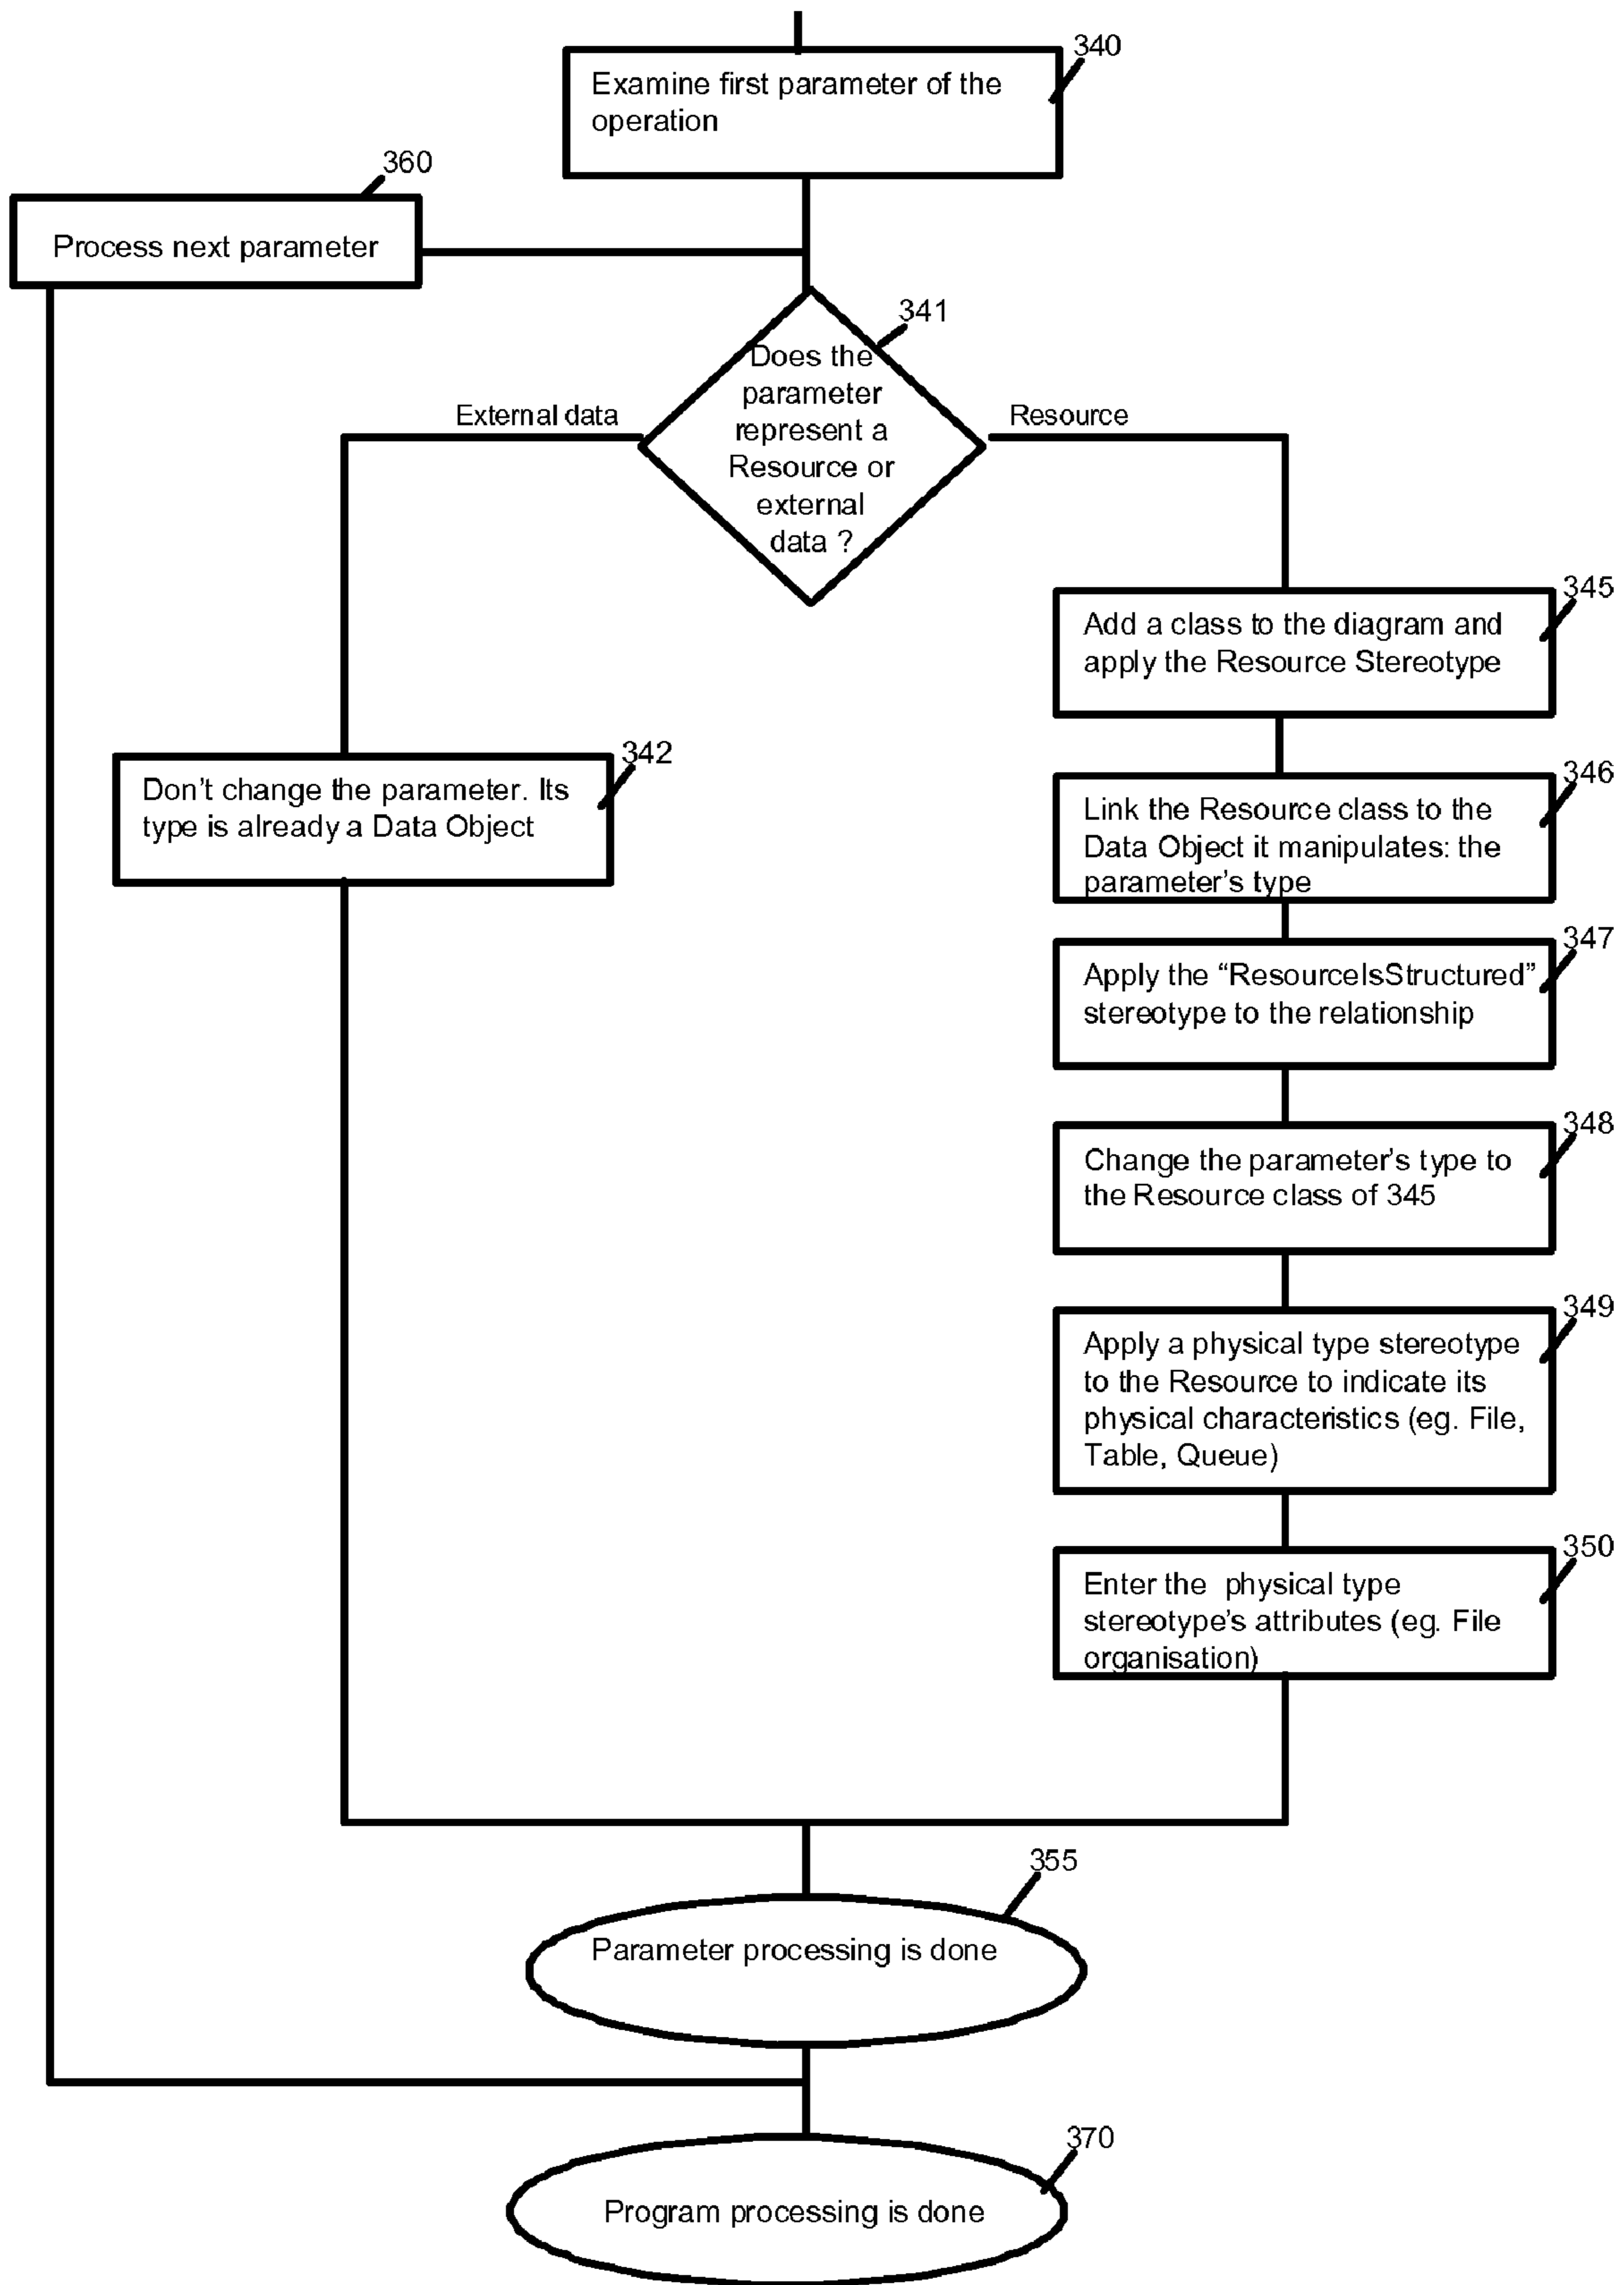 340
Examine first parameter of the
operation
360
Process next parameter
341
Does the
parameter
represent a
Resource or
external
data ?
External data
Resource
345
Add a class to the diagram and
apply the Resource Stereotype
342
Don't change the parameter. Its
type is already a Data Object
346
Link the Resource class to the
Data Object it manipulates: the
parameter's type
347
Apply the “ResourceIsStructured”
stereotype to the relationship
348
Change the parameter's type to
the Resource class of 345
349
Apply a physical type stereotype
to the Resource to indicate its
physical characteristics (eg. File,
Table, Queue)
350
Enter the physical type
stereotype's attributes (eg. File
organisation)
355
Parameter processing is done
370
Program processing is done